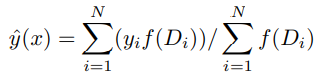 ŷ(x) = ∑_{i=1}^{N} (y_i f(D_i)) / ∑_{i=1}^{N} f(D_i)